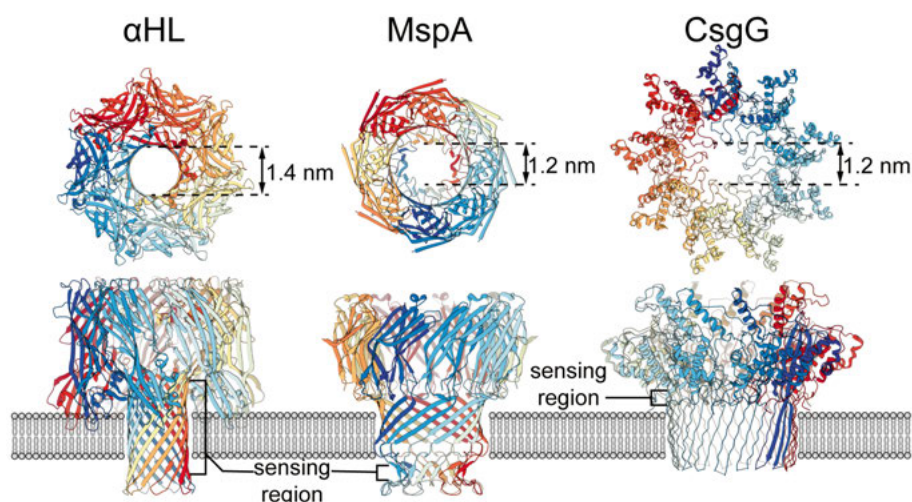 αHL
MspA
CsgG
1.4 nm
1.2 nm
1.2 nm
sensing
region
sensing
region